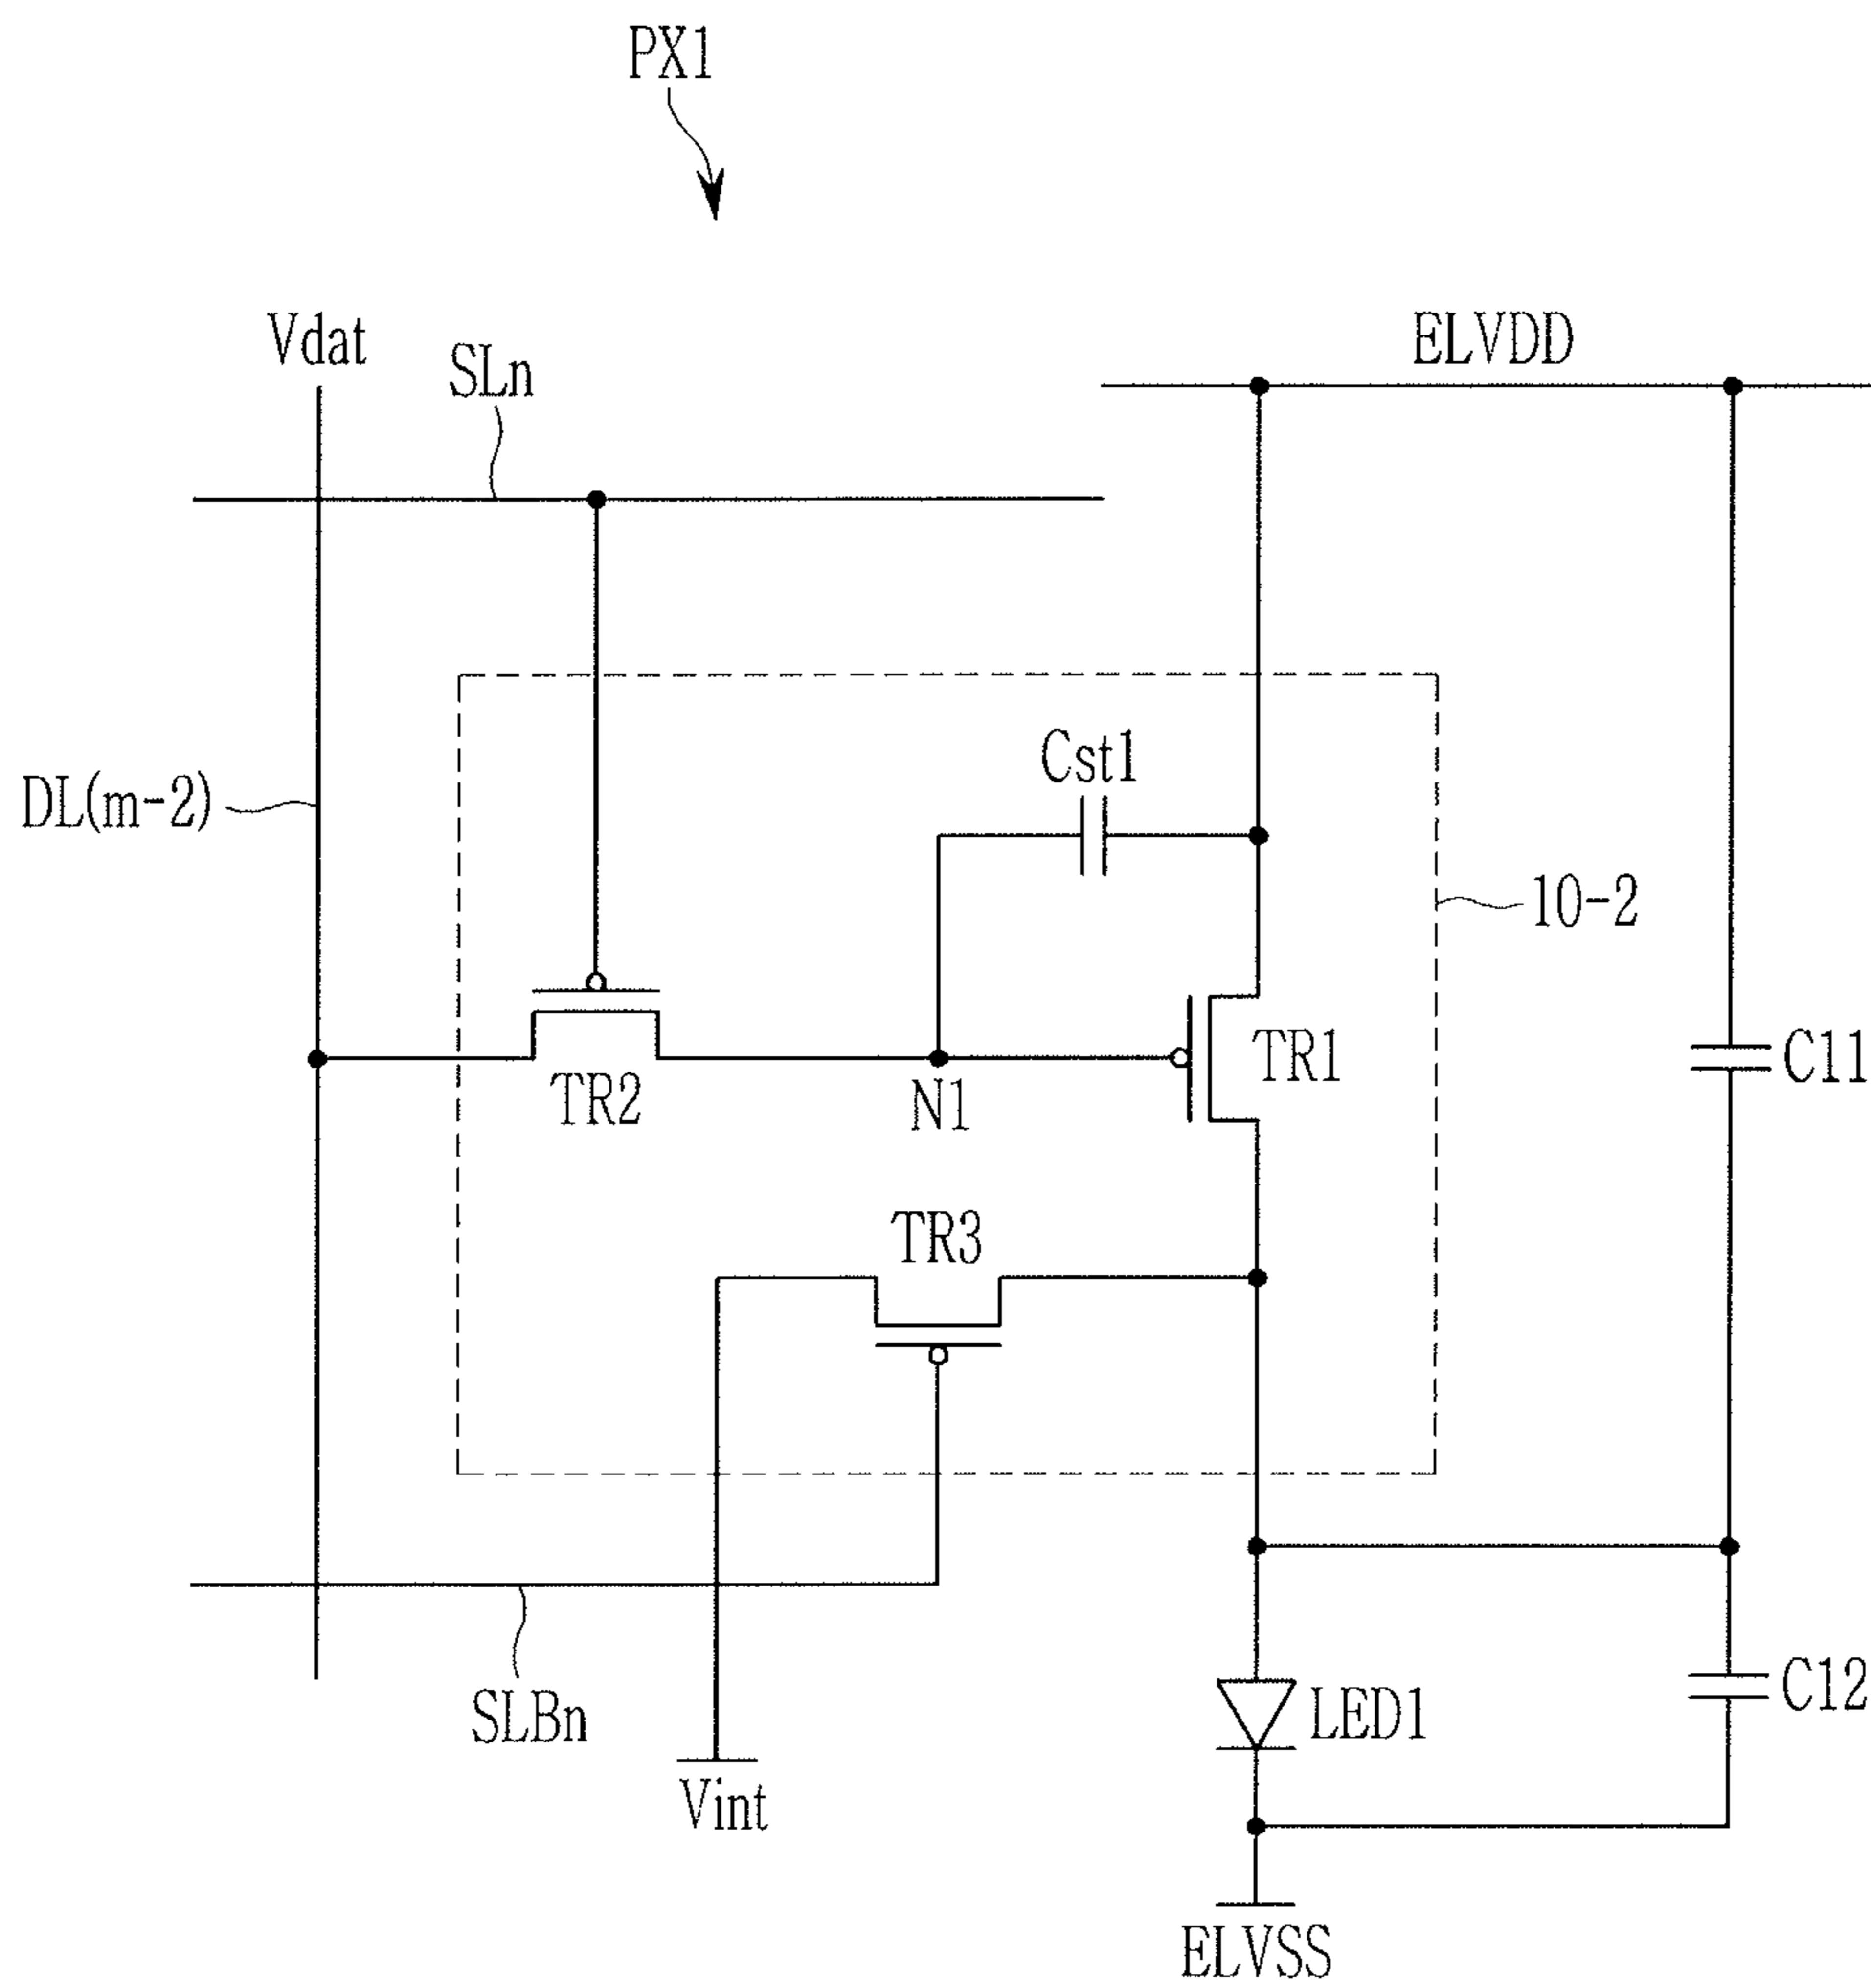 PX1
Vdat
SLn
ELVDD
Cst1
DL(m-2)
10-2
TR1
C11
TR2
N1
TR3
SLBn
LED1
C12
Vint
ELVSS